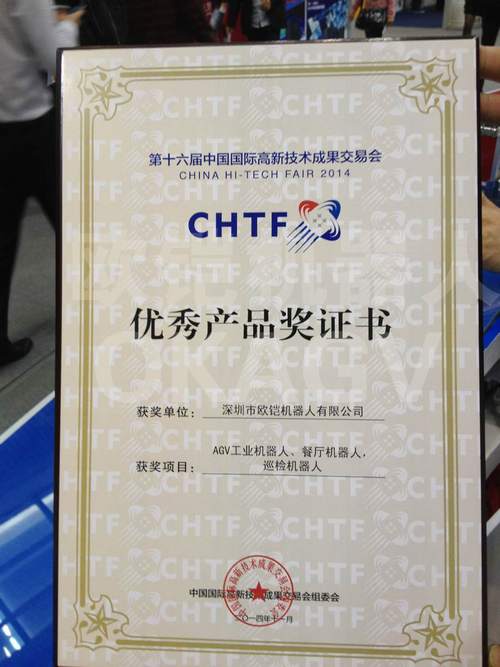 第十六届中国国际高新技术成果交易会
CHINA HI-TECH FAIR 2014
CHTF
优秀产品奖证书
获奖单位： 深圳市欧铠机器人有限公司
获奖项目： AGV工业机器人、餐厅机器人，
巡检机器人
中国国际高新技术成果交易会组委会
二〇一四年十一月